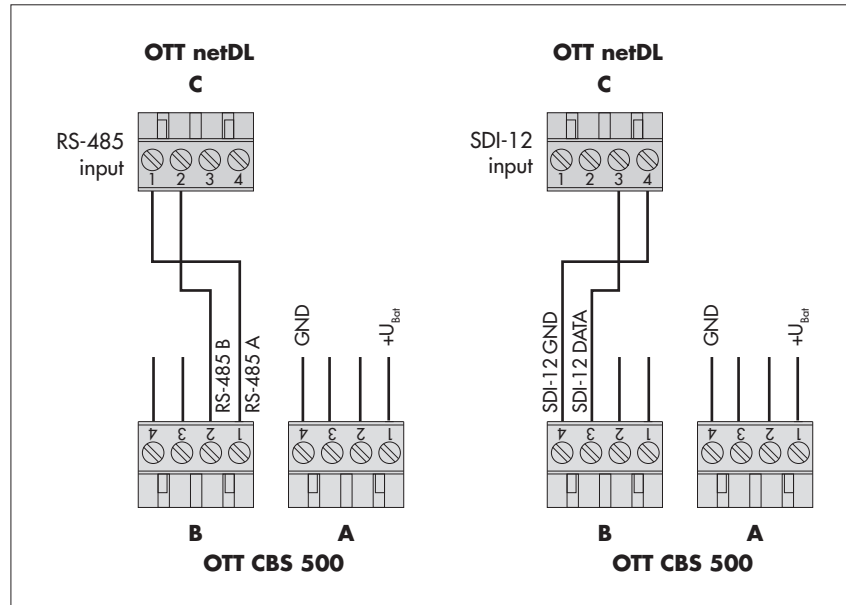 OTT netDL
C
RS-485
input
1 2 3 4
RS-485 B
RS-485 A
GND
+UBat
4 3 2 1
4 3 2 1
B
A
OTT CBS 500
OTT netDL
C
SDI-12
input
1 2 3 4
SDI-12 GND
SDI-12 DATA
GND
+UBat
4 3 2 1
4 3 2 1
B
A
OTT CBS 500